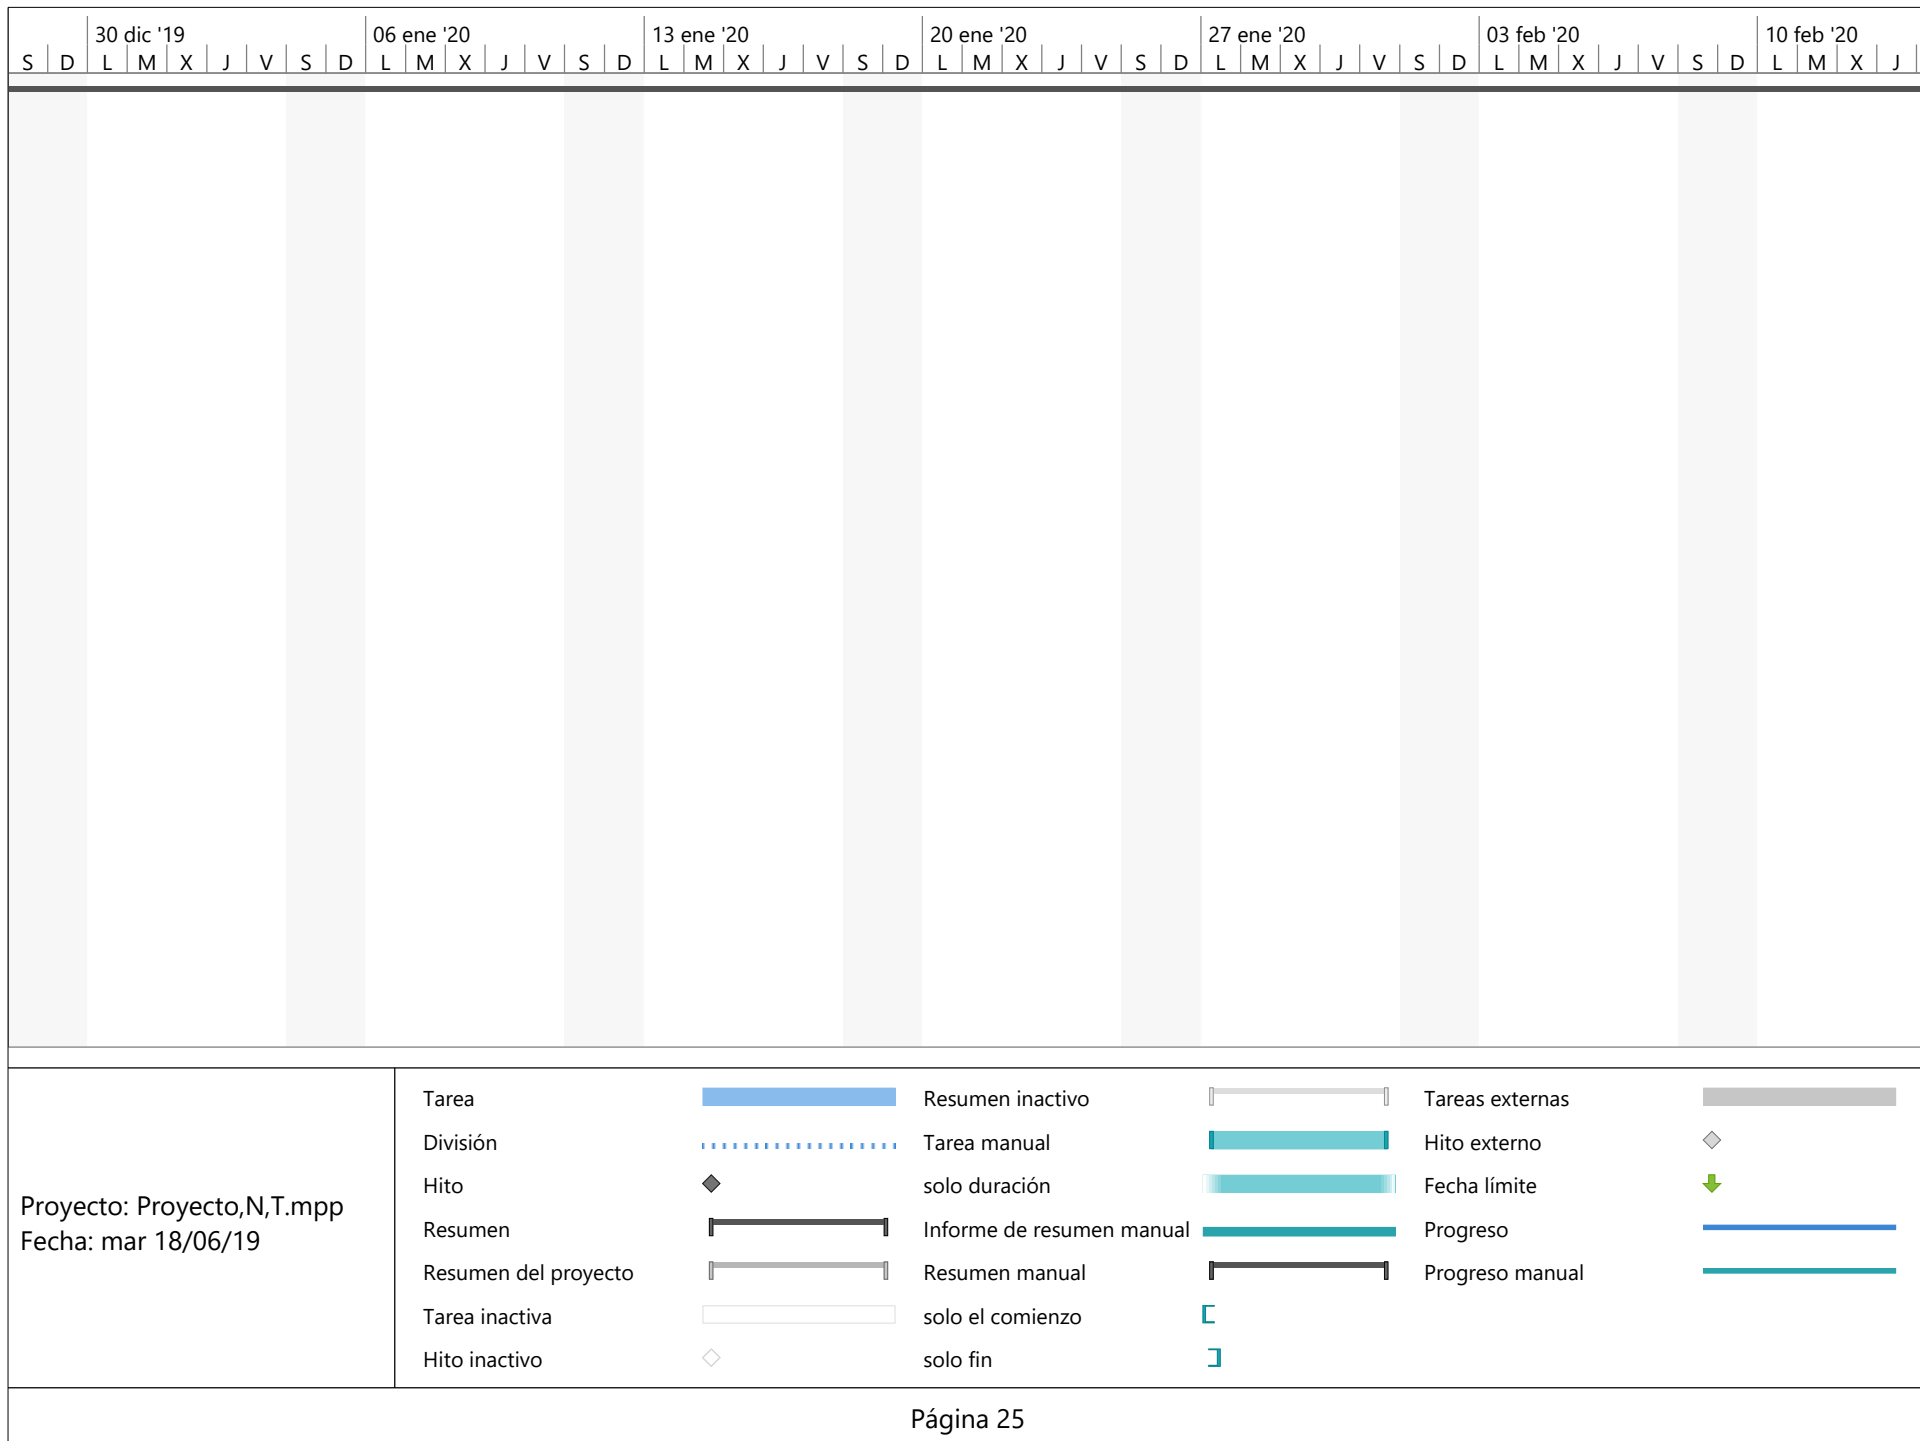 30 dic '19 06 ene '20 13 ene '20 20 ene '20 27 ene '20 03 feb '20 10 feb '20
S D L M X J V S D L M X J V S D L M X J V S D L M X J V S D L M X J V S D L M X J V S D L M X J
Tarea Resumen inactivo Tareas externas
División Tarea manual Hito externo
Hito solo duración Fecha límite
Proyecto: Proyecto,N,T.mpp
Fecha: mar 18/06/19
Resumen Informe de resumen manual Progreso
Resumen del proyecto Resumen manual Progreso manual
Tarea inactiva solo el comienzo
Hito inactivo solo fin
Página 25